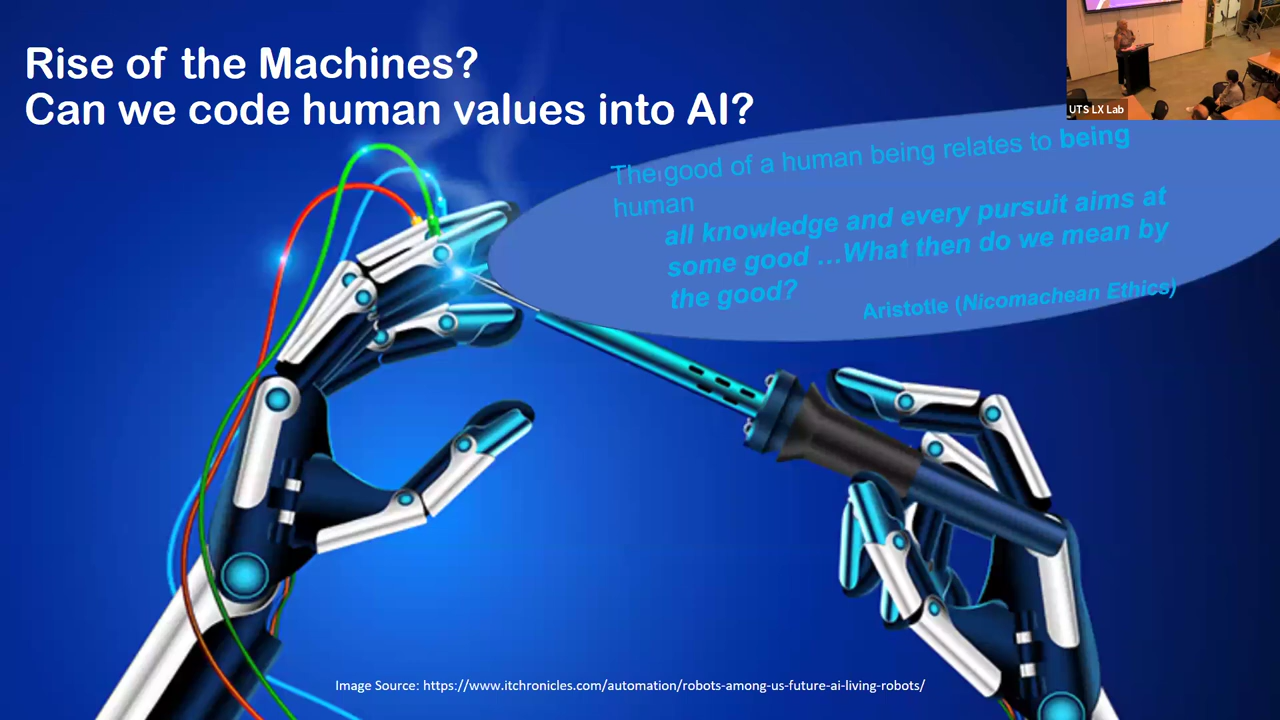 Rise of the Machines?
Can we code human values into AI?
UTS LX Lab
The good of a human being relates to being
human
all knowledge and every pursuit aims at
some good ...What then do we mean by
the good?
Aristotle (Nicomachean Ethics)
Image Source: https://www.itchronicles.com/automation/robots-among-us-future-ai-living-robots/